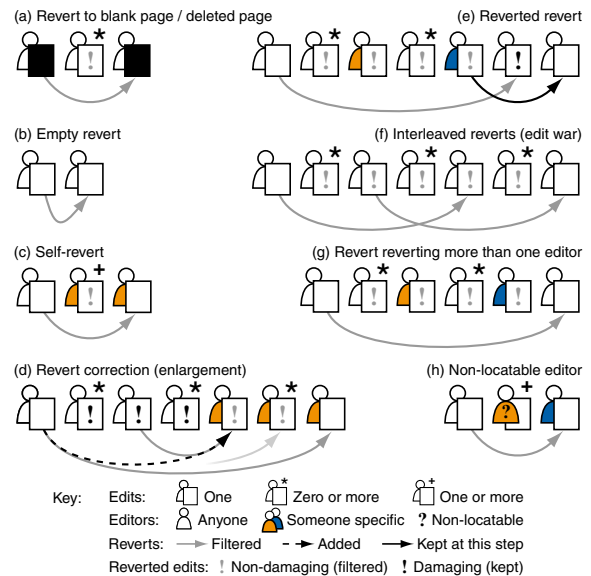 (a) Revert to blank page / deleted page
(e) Reverted revert
! *
! * ! ! * ! !
(b) Empty revert
(f) Interleaved reverts (edit war)
! * ! ! * ! ! *
(c) Self-revert
(g) Revert reverting more than one editor
! +
! * ! ! * !
(d) Revert correction (enlargement)
(h) Non-locatable editor
! * ! ! * ! ! *
? +
Key: Edits: One * Zero or more + One or more
Editors: Anyone Someone specific ? Non-locatable
Reverts: Filtered Added Kept at this step
Reverted edits: ! Non-damaging (filtered) ! Damaging (kept)